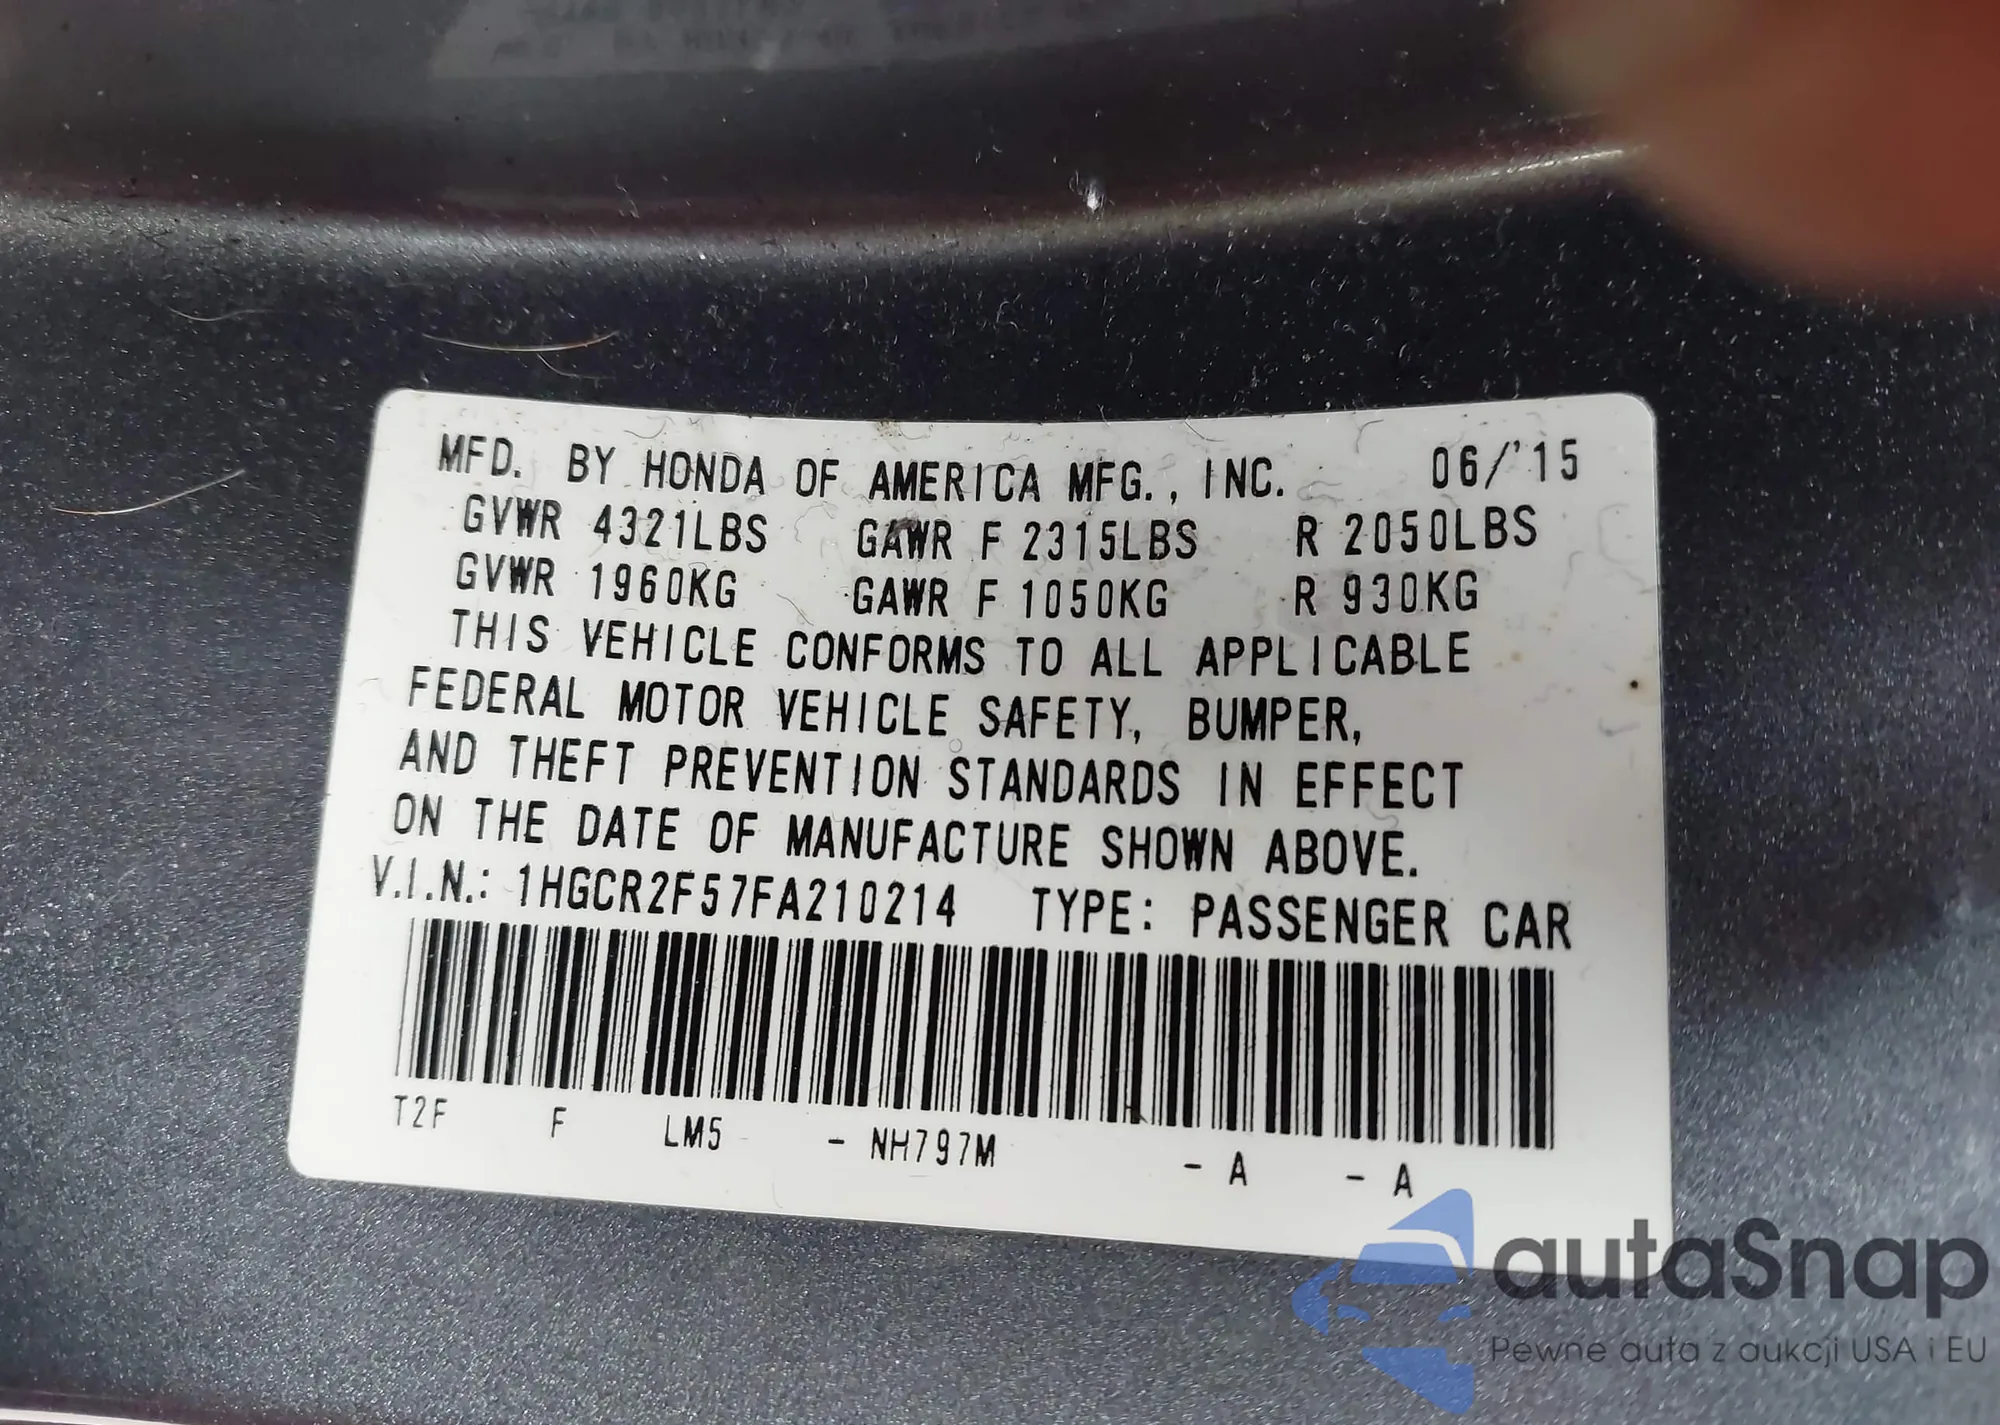 MFD. BY HONDA OF AMERICA MFG., INC. 06/'15
GVWR 4321LBS GAWR F 2315LBS R 2050LBS
GVWR 1960KG GAWR F 1050KG R 930KG
THIS VEHICLE CONFORMS TO ALL APPLICABLE
FEDERAL MOTOR VEHICLE SAFETY, BUMPER,
AND THEFT PREVENTION STANDARDS IN EFFECT
ON THE DATE OF MANUFACTURE SHOWN ABOVE.
V.I.N.: 1HGCR2F57FA210214 TYPE: PASSENGER CAR
T2F F LM5 - NH797M - A - A
autaSnap
Pewne auta z aukcji USA i EU